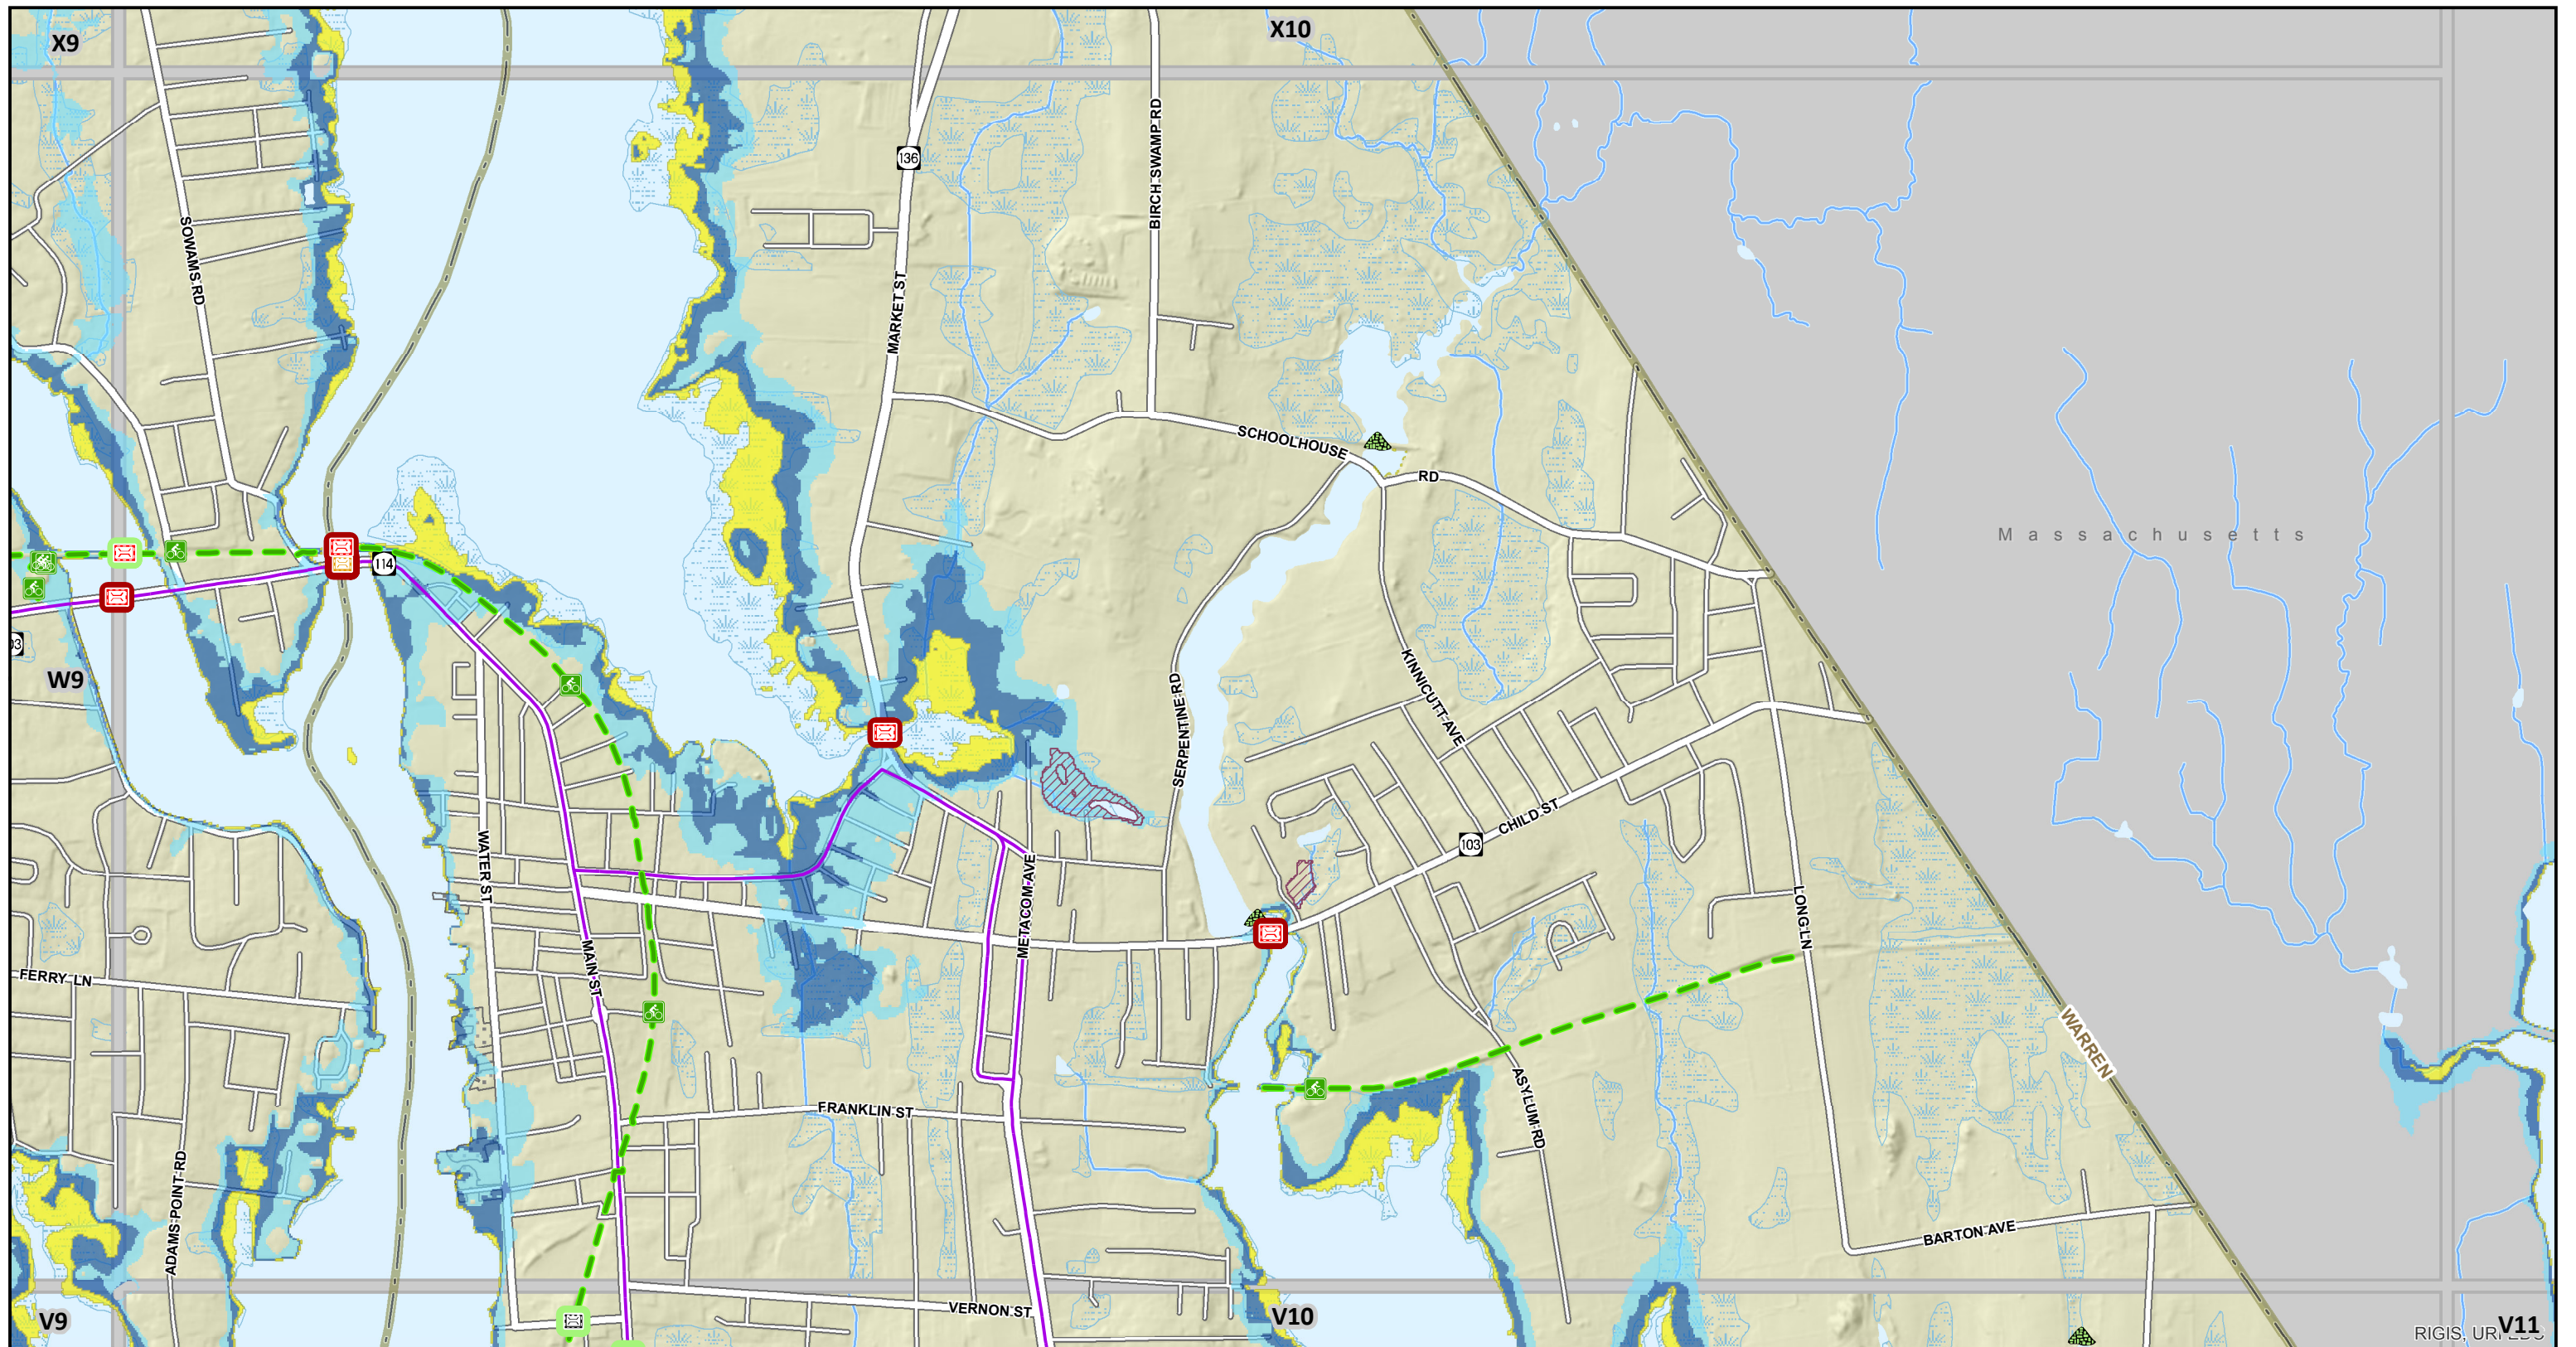 X9
X10
136
BIRCH SWAMP RD
SOWAMS RD
MARKET ST
SCHOOLHOUSE
RD
Massachusetts
114
W9
KINNICUTT AVE
SERPENTINE RD
CHILD ST
103
WATER ST
METACOM AVE
LONG LN
MAIN ST
FERRY LN
WARREN
ASYLUM RD
FRANKLIN ST
ADAMS POINT RD
BARTON AVE
VERNON ST
V9
V10
V11
RIGIS,